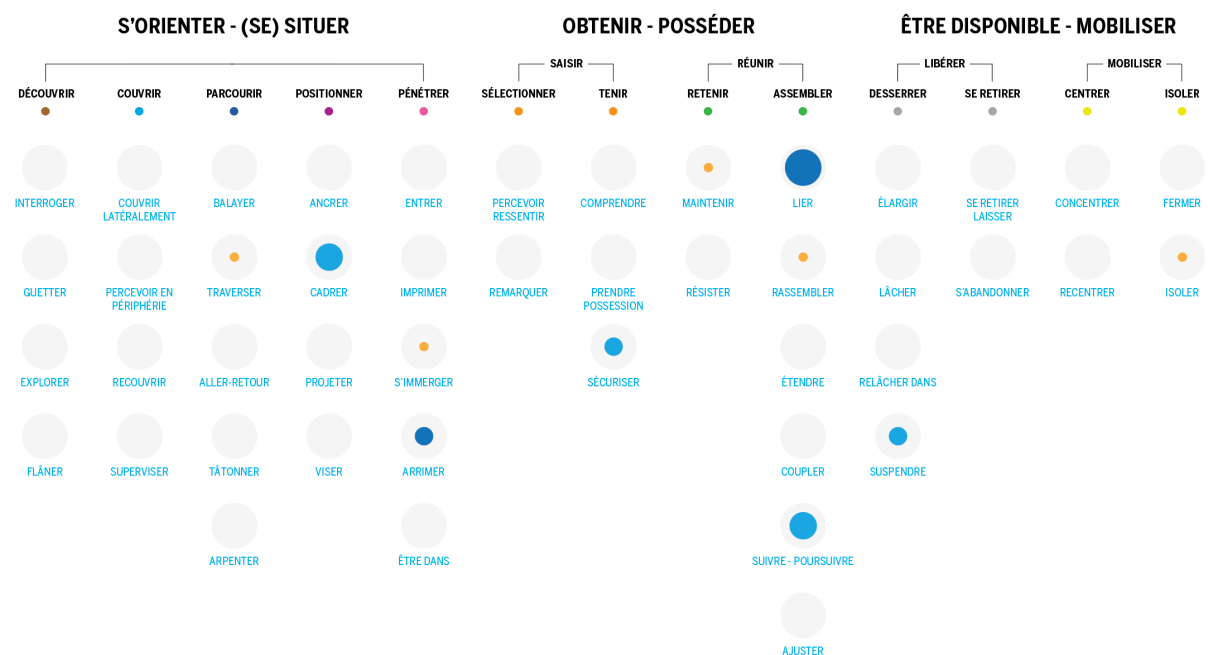 S'ORIENTER - (SE) SITUER
OBTENIR - POSSÉDER
ÊTRE DISPONIBLE - MOBILISER
SAISIR
RÉUNIR
LIBÉRER
MOBILISER
DÉCOUVRIR
COUVRIR
PARCOURIR
POSITIONNER
PÉNÉTRER
SÉLECTIONNER
TENIR
RETENIR
ASSEMBLER
DESSERRER
SE RETIRER
CENTRER
ISOLER
INTERROGER
COUVRIR
LATÉRALEMENT
BALAYER
ANCRER
ENTRER
PERCEVOIR
RESSENTIR
COMPRENDRE
MAINTENIR
LIER
ÉLARGIR
SE RETIRER
LAISSER
CONCENTRER
FERMER
GUETTER
PERCEVOIR EN
PÉRIPHÉRIE
TRAVERSER
CADRER
IMPRIMER
REMARQUER
PRENDRE
POSSESSION
RÉSISTER
RASSEMBLER
LÂCHER
S'ABANDONNER
RECENTRER
ISOLER
EXPLORER
RECOUVRIR
ALLER-RETOUR
PROJETER
S'IMMERGER
SÉCURISER
ÉTENDRE
RELÂCHER DANS
FLÂNER
SUPERVISER
TÂTONNER
VISER
ARRIMER
COUPLER
SUSPENDRE
ARPENTER
ÊTRE DANS
SUIVRE - POURSUIVRE
AJUSTER